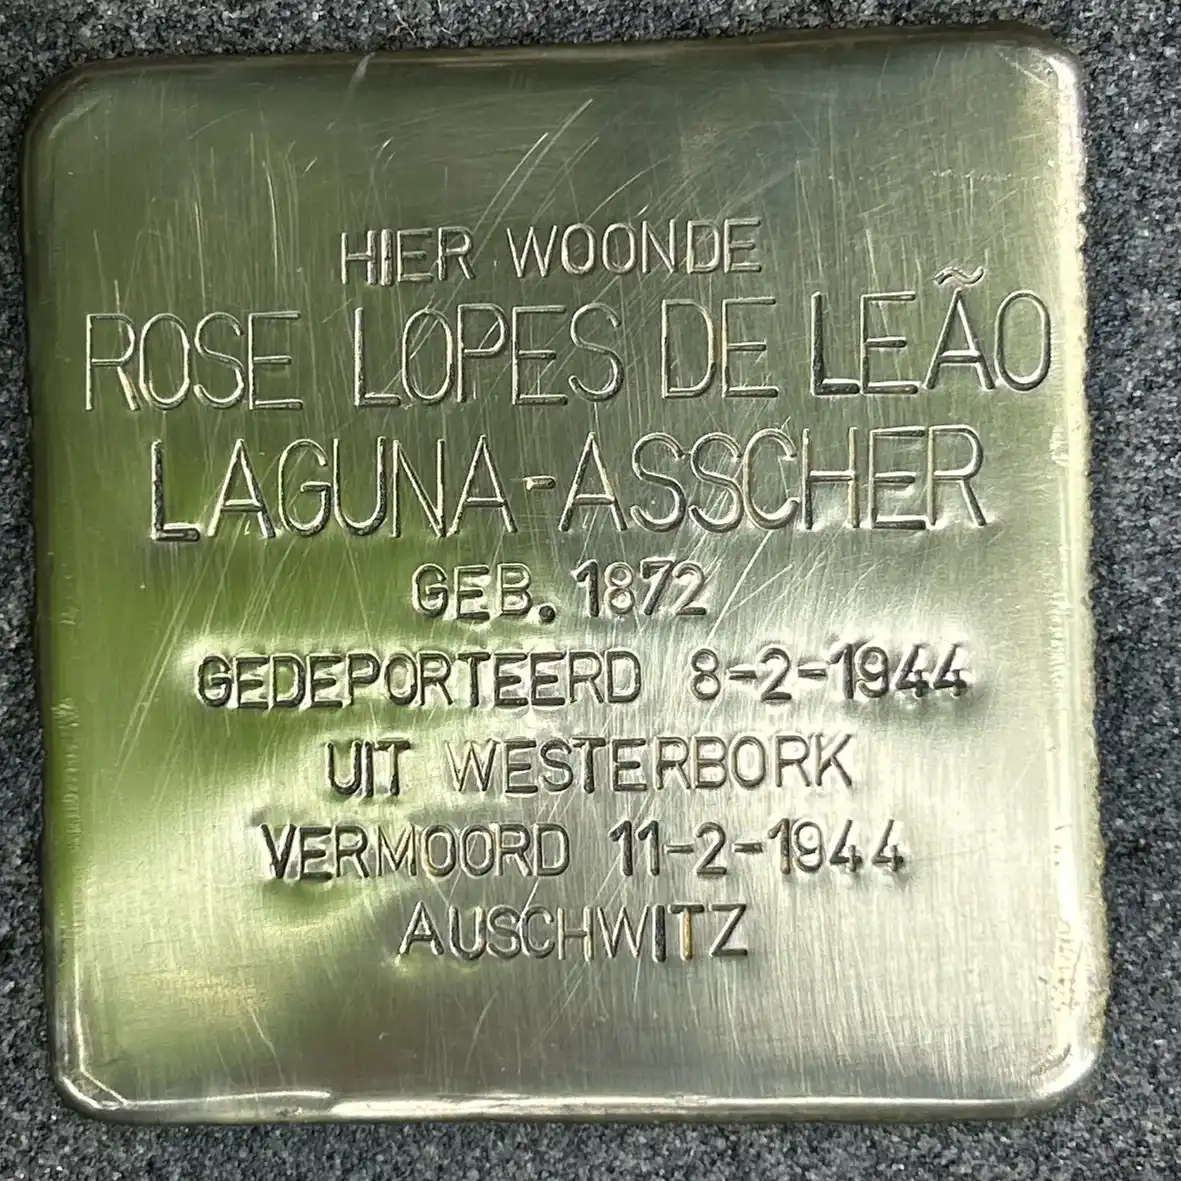 HIER WOONDE
ROSE LOPES DE LEÃO
LAGUNA-ASSCHER
GEB. 1872
GEDEPORTEERD 8-2-1944
UIT WESTERBORK
VERMOORD 11-2-1944
AUSCHWITZ